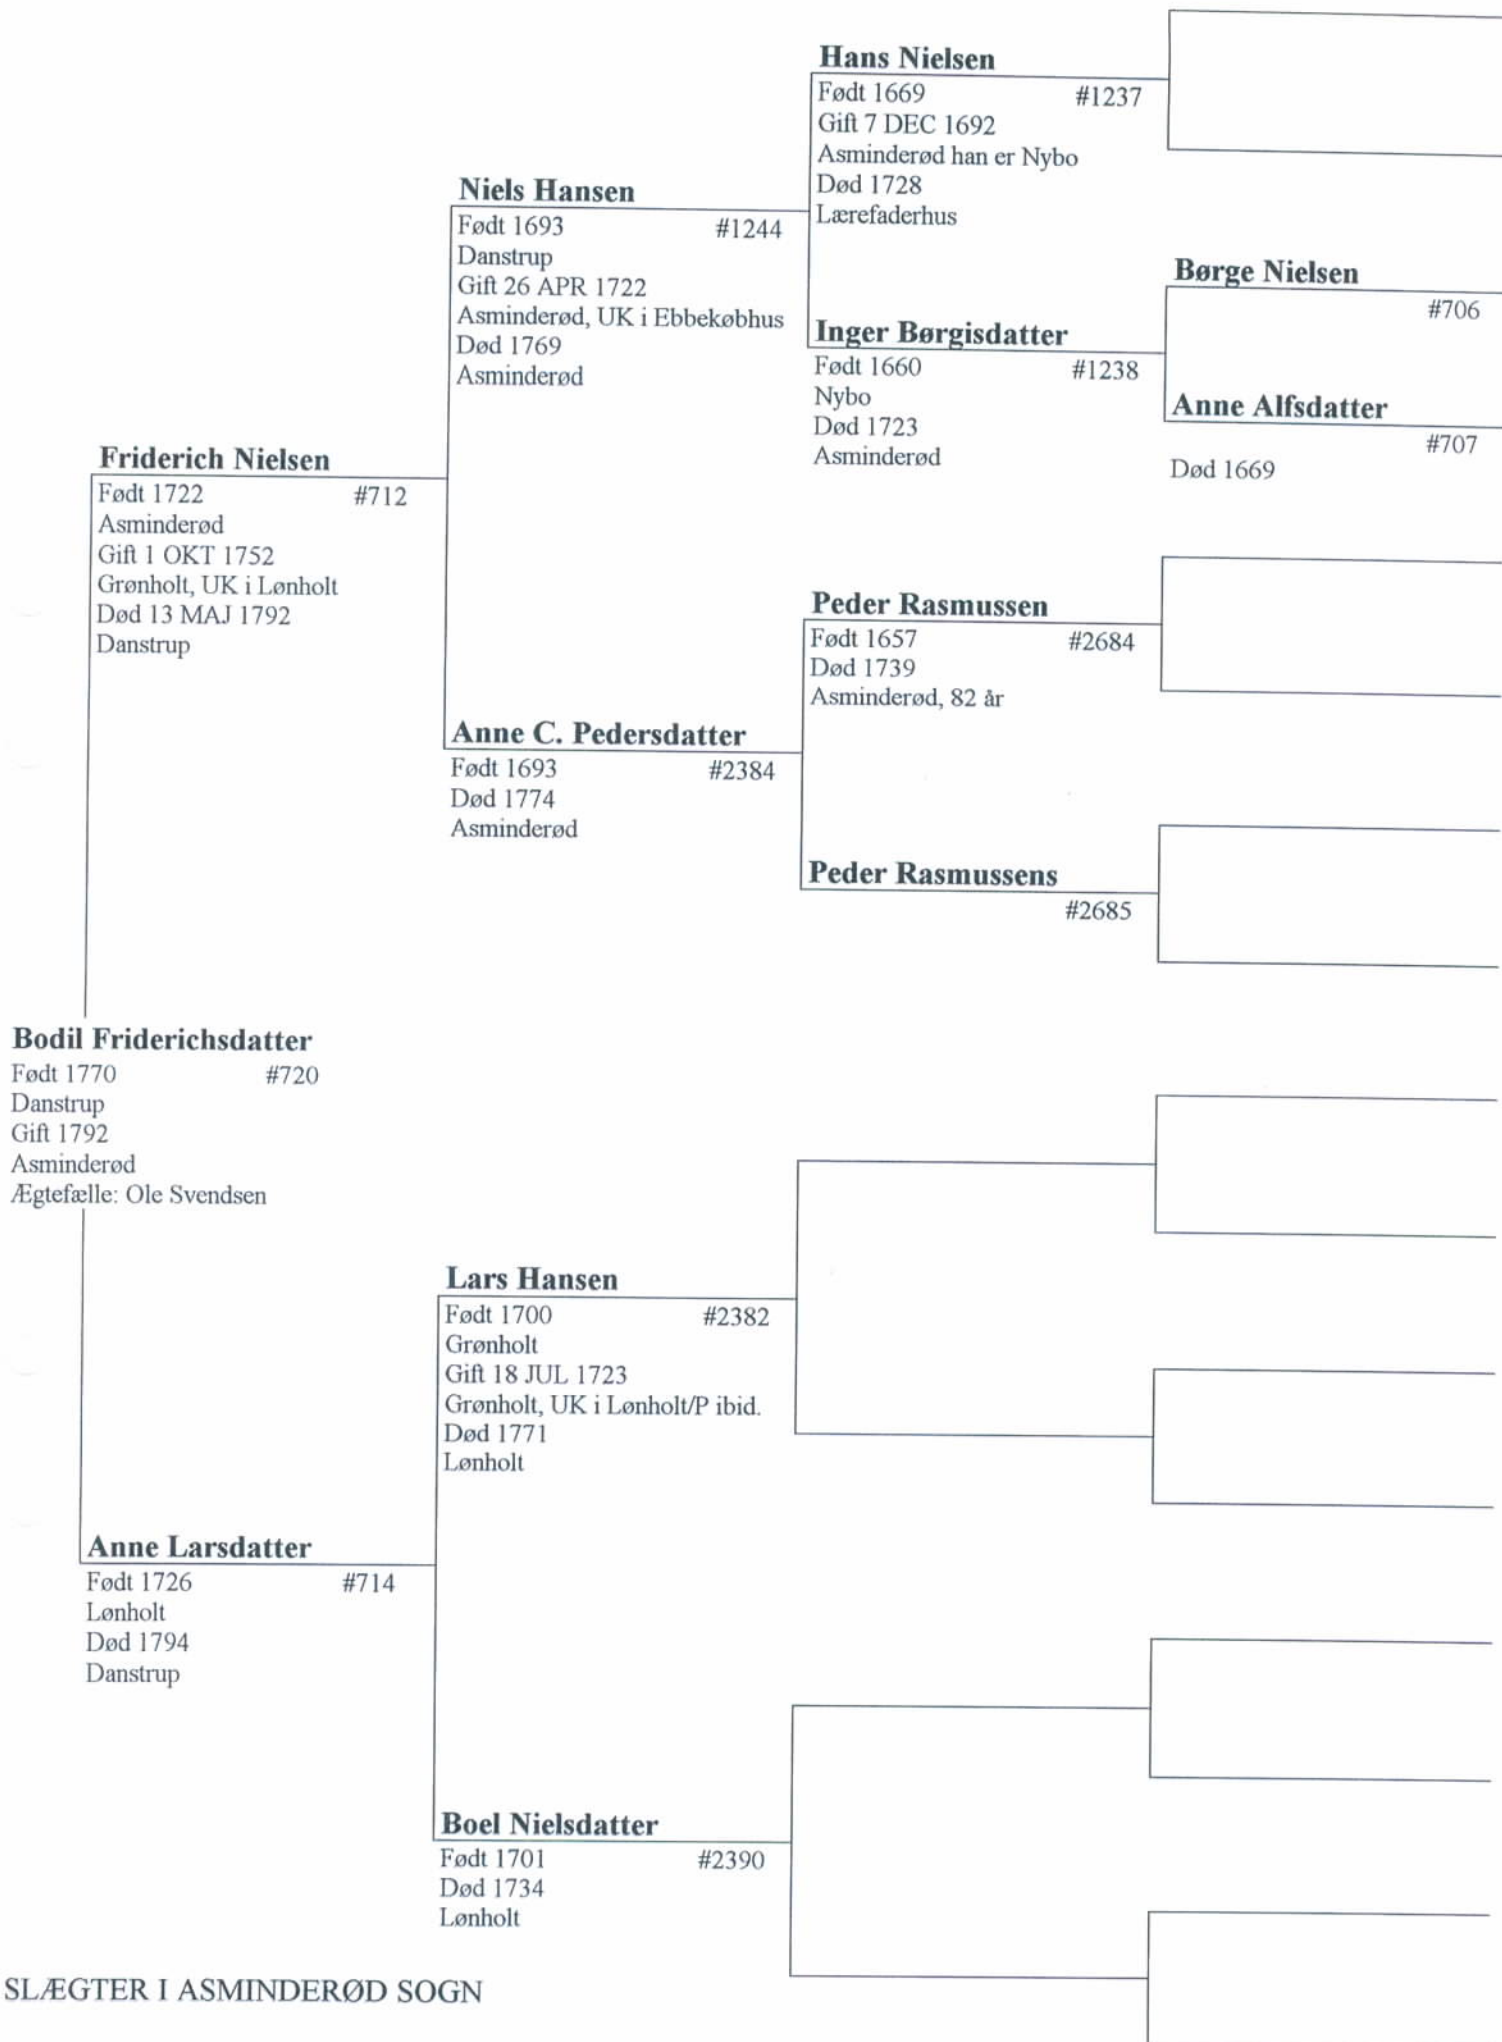 Hans Nielsen
Født 1669 #1237
Gift 7 DEC 1692
Asminderød han er Nybo
Død 1728
Lærefaderhus
Niels Hansen
Født 1693 #1244
Danstrup
Gift 26 APR 1722
Asminderød, UK i Ebbekøbhus
Død 1769
Asminderød
Børge Nielsen
#706
Inger Børgisdatter
Født 1660 #1238
Nybo
Død 1723
Asminderød
Anne Alfsdatter
#707
Død 1669
Friderich Nielsen
Født 1722 #712
Asminderød
Gift 1 OKT 1752
Grønholt, UK i Lønholt
Død 13 MAJ 1792
Danstrup
Peder Rasmussen
Født 1657 #2684
Død 1739
Asminderød, 82 år
Anne C. Pedersdatter
Født 1693 #2384
Død 1774
Asminderød
Peder Rasmussens
#2685
Bodil Friderichsdatter
Født 1770 #720
Danstrup
Gift 1792
Asminderød
Ægtefælle: Ole Svendsen
Lars Hansen
Født 1700 #2382
Grønholt
Gift 18 JUL 1723
Grønholt, UK i Lønholt/P ibid.
Død 1771
Lønholt
Anne Larsdatter
Født 1726 #714
Lønholt
Død 1794
Danstrup
Boel Nielsdatter
Født 1701 #2390
Død 1734
Lønholt
SLÆGTER I ASMINDERØD SOGN